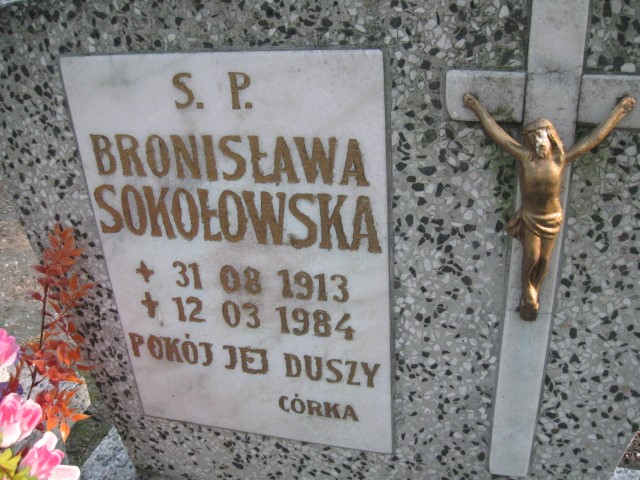 S. P.
BRONISŁAWA
SOKOŁOWSKA
+ 31 08 1913
+ 12 03 1984
POKÓJ JEJ DUSZY
CÓRKA